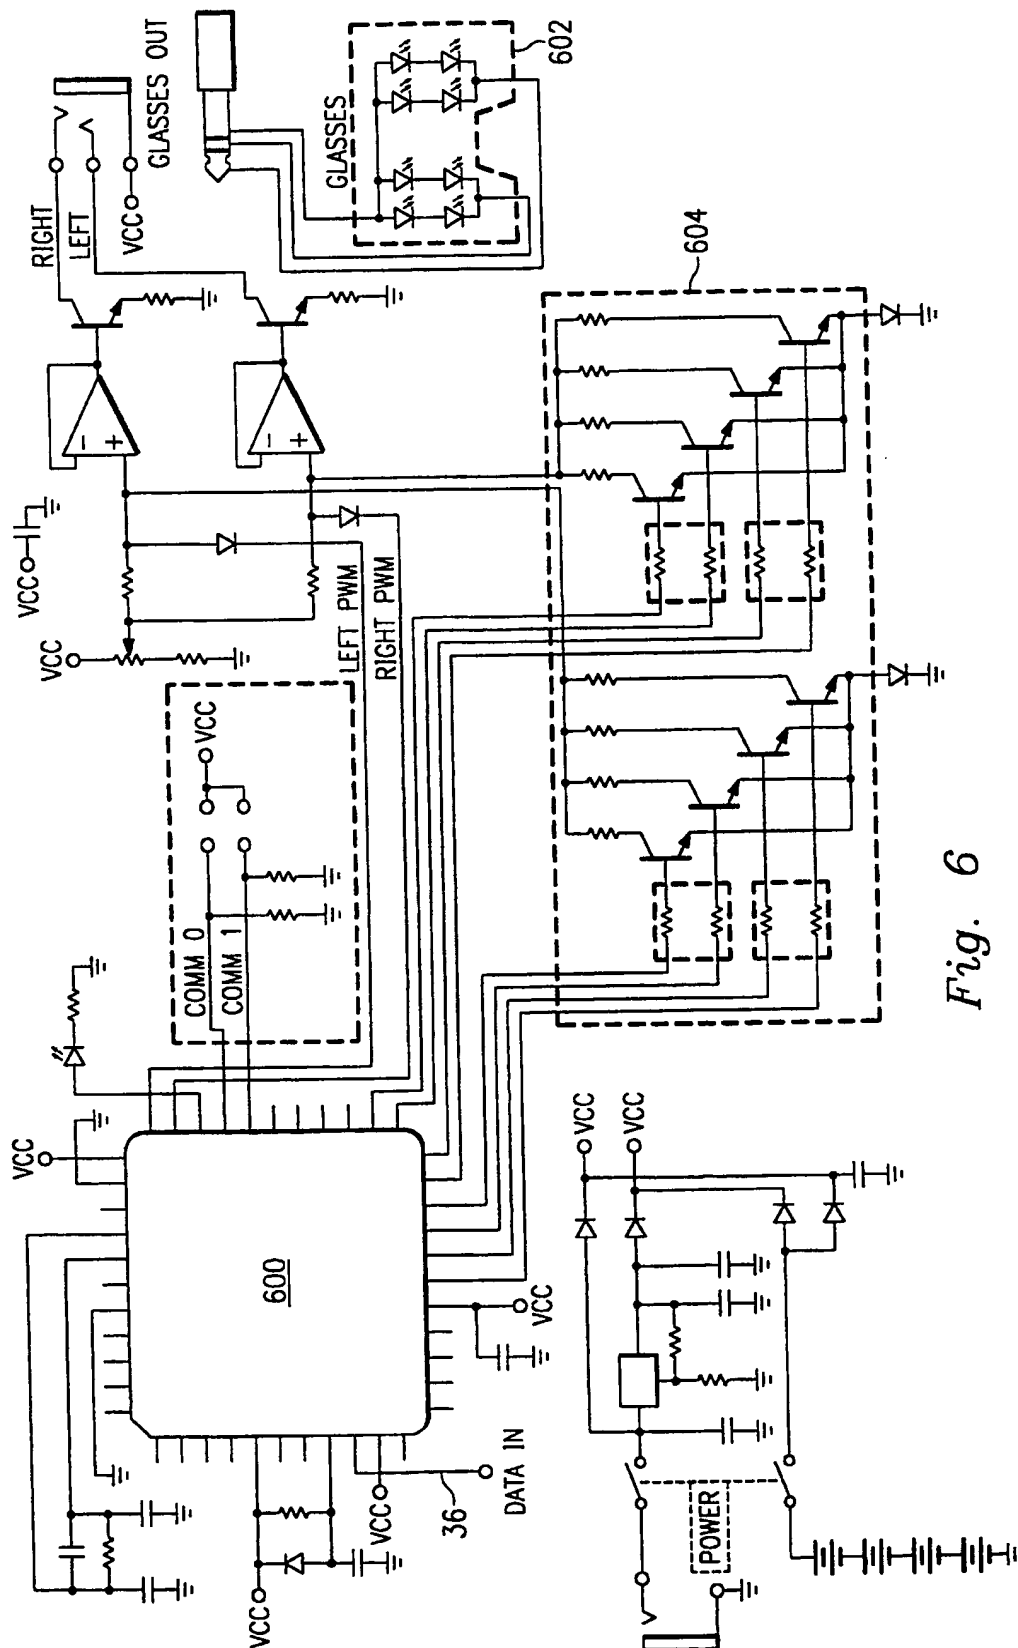 GLASSES OUT
RIGHT
LEFT
VCC
GLASSES
602
VCC
VCC
LEFT PWM
RIGHT PWM
COMM 0
COMM 1
VCC
604
VCC
600
VCC
36
DATA IN
VCC
VCC
VCC
VCC
POWER
- +
- +
Fig. 6